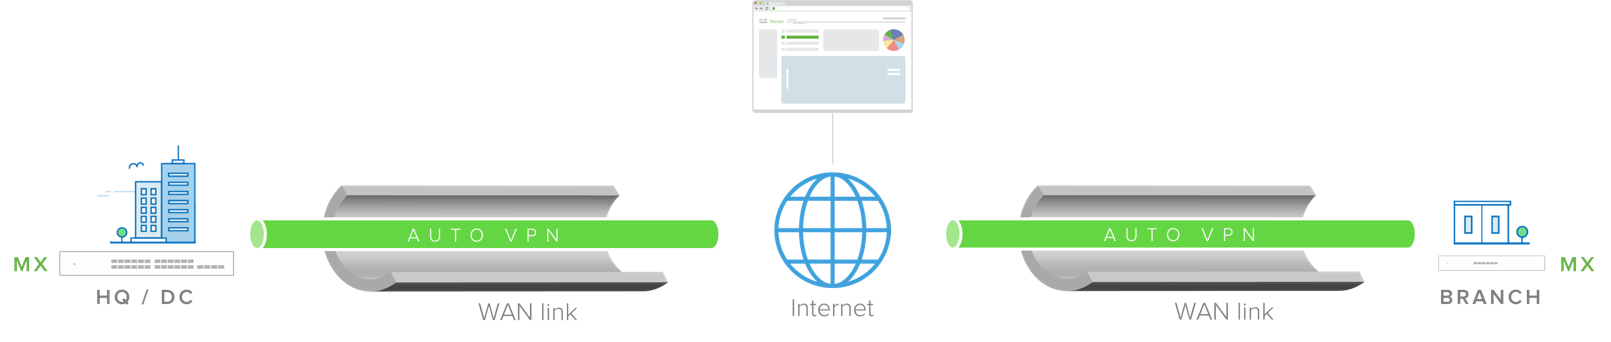 AUTO VPN
AUTO VPN
MX
HQ / DC
WAN link
Internet
WAN link
BRANCH
MX